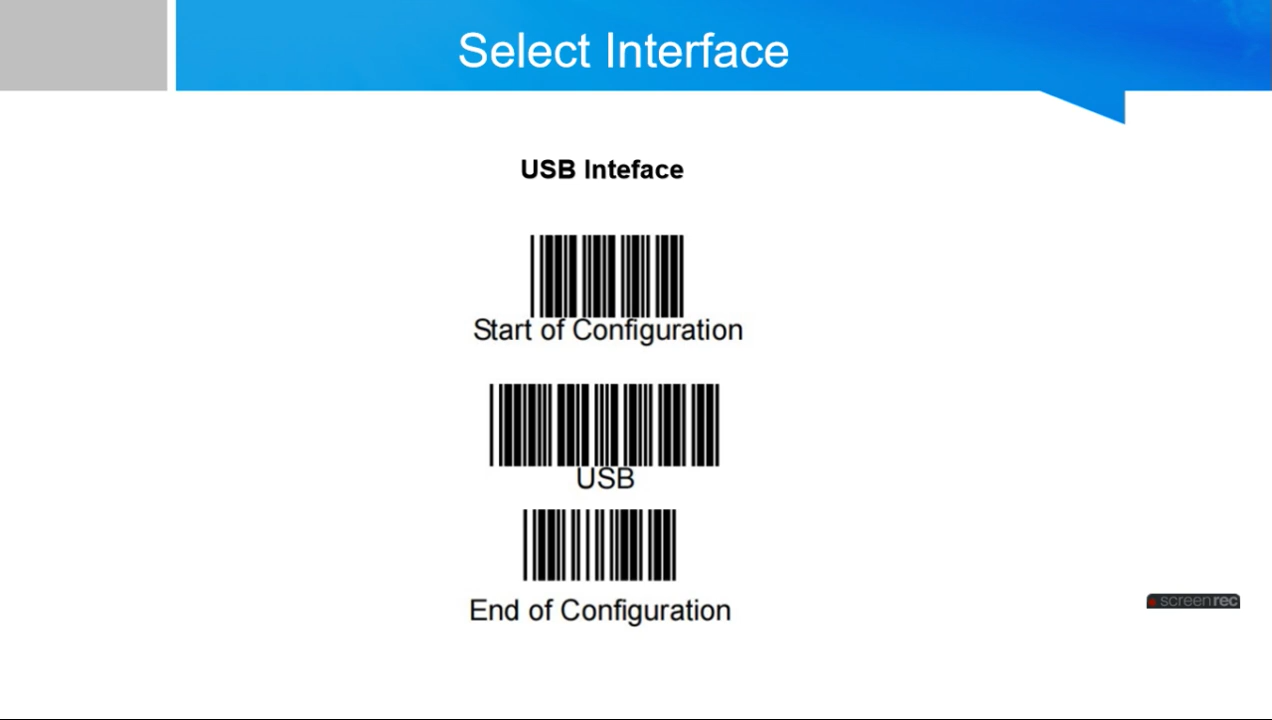 Select Interface
USB Inteface
Start of Configuration
USB
End of Configuration
screenrec